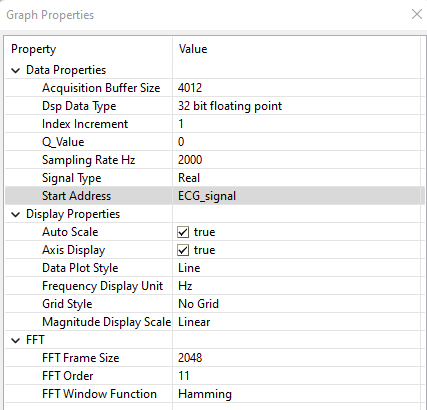 Graph Properties
Property Value
Data Properties
Acquisition Buffer Size 4012
Dsp Data Type 32 bit floating point
Index Increment 1
Q_Value 0
Sampling Rate Hz 2000
Signal Type Real
Start Address ECG_signal
Display Properties
Auto Scale true
Axis Display true
Data Plot Style Line
Frequency Display Unit Hz
Grid Style No Grid
Magnitude Display Scale Linear
FFT
FFT Frame Size 2048
FFT Order 11
FFT Window Function Hamming